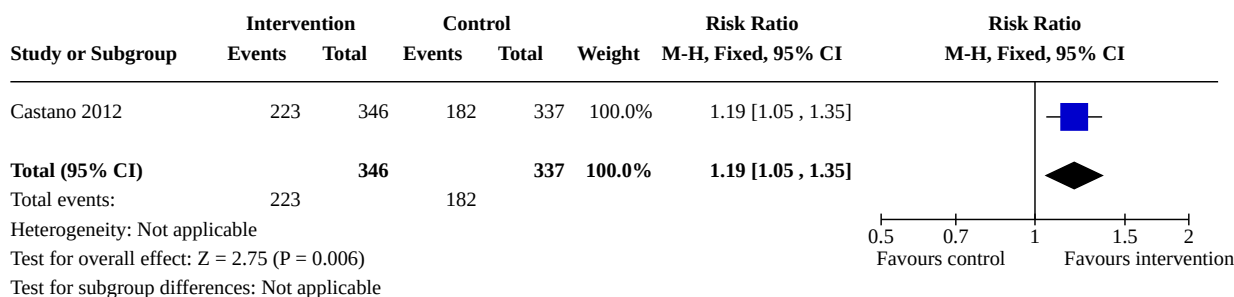 Intervention Control Risk Ratio Risk Ratio
Study or Subgroup Events Total Events Total Weight M-H, Fixed, 95% CI M-H, Fixed, 95% CI
Castano 2012 223 346 182 337 100.0% 1.19 [1.05 , 1.35]
Total (95% CI) 346 337 100.0% 1.19 [1.05 , 1.35]
Total events: 223 182
Heterogeneity: Not applicable
0.5 0.7 1 1.5 2
Test for overall effect: Z = 2.75 (P = 0.006) Favours control Favours intervention
Test for subgroup differences: Not applicable